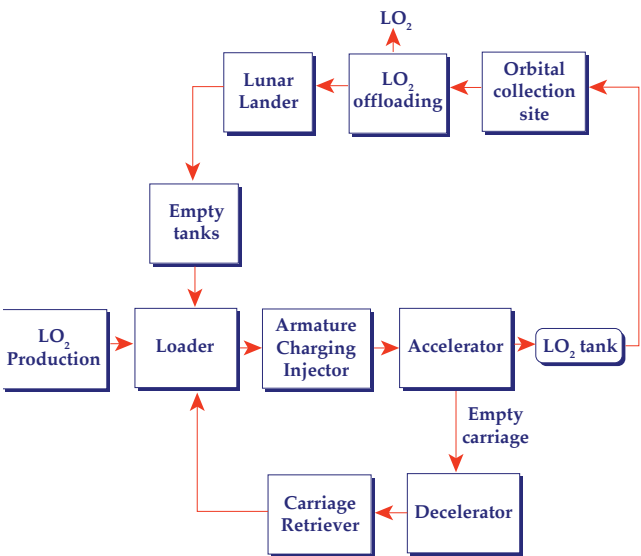 LO₂
Lunar
Lander
LO₂
offloading
Orbital
collection
site
Empty
tanks
LO₂
Production
Loader
Armature
Charging
Injector
Accelerator
LO₂ tank
Empty
carriage
Carriage
Retriever
Decelerator